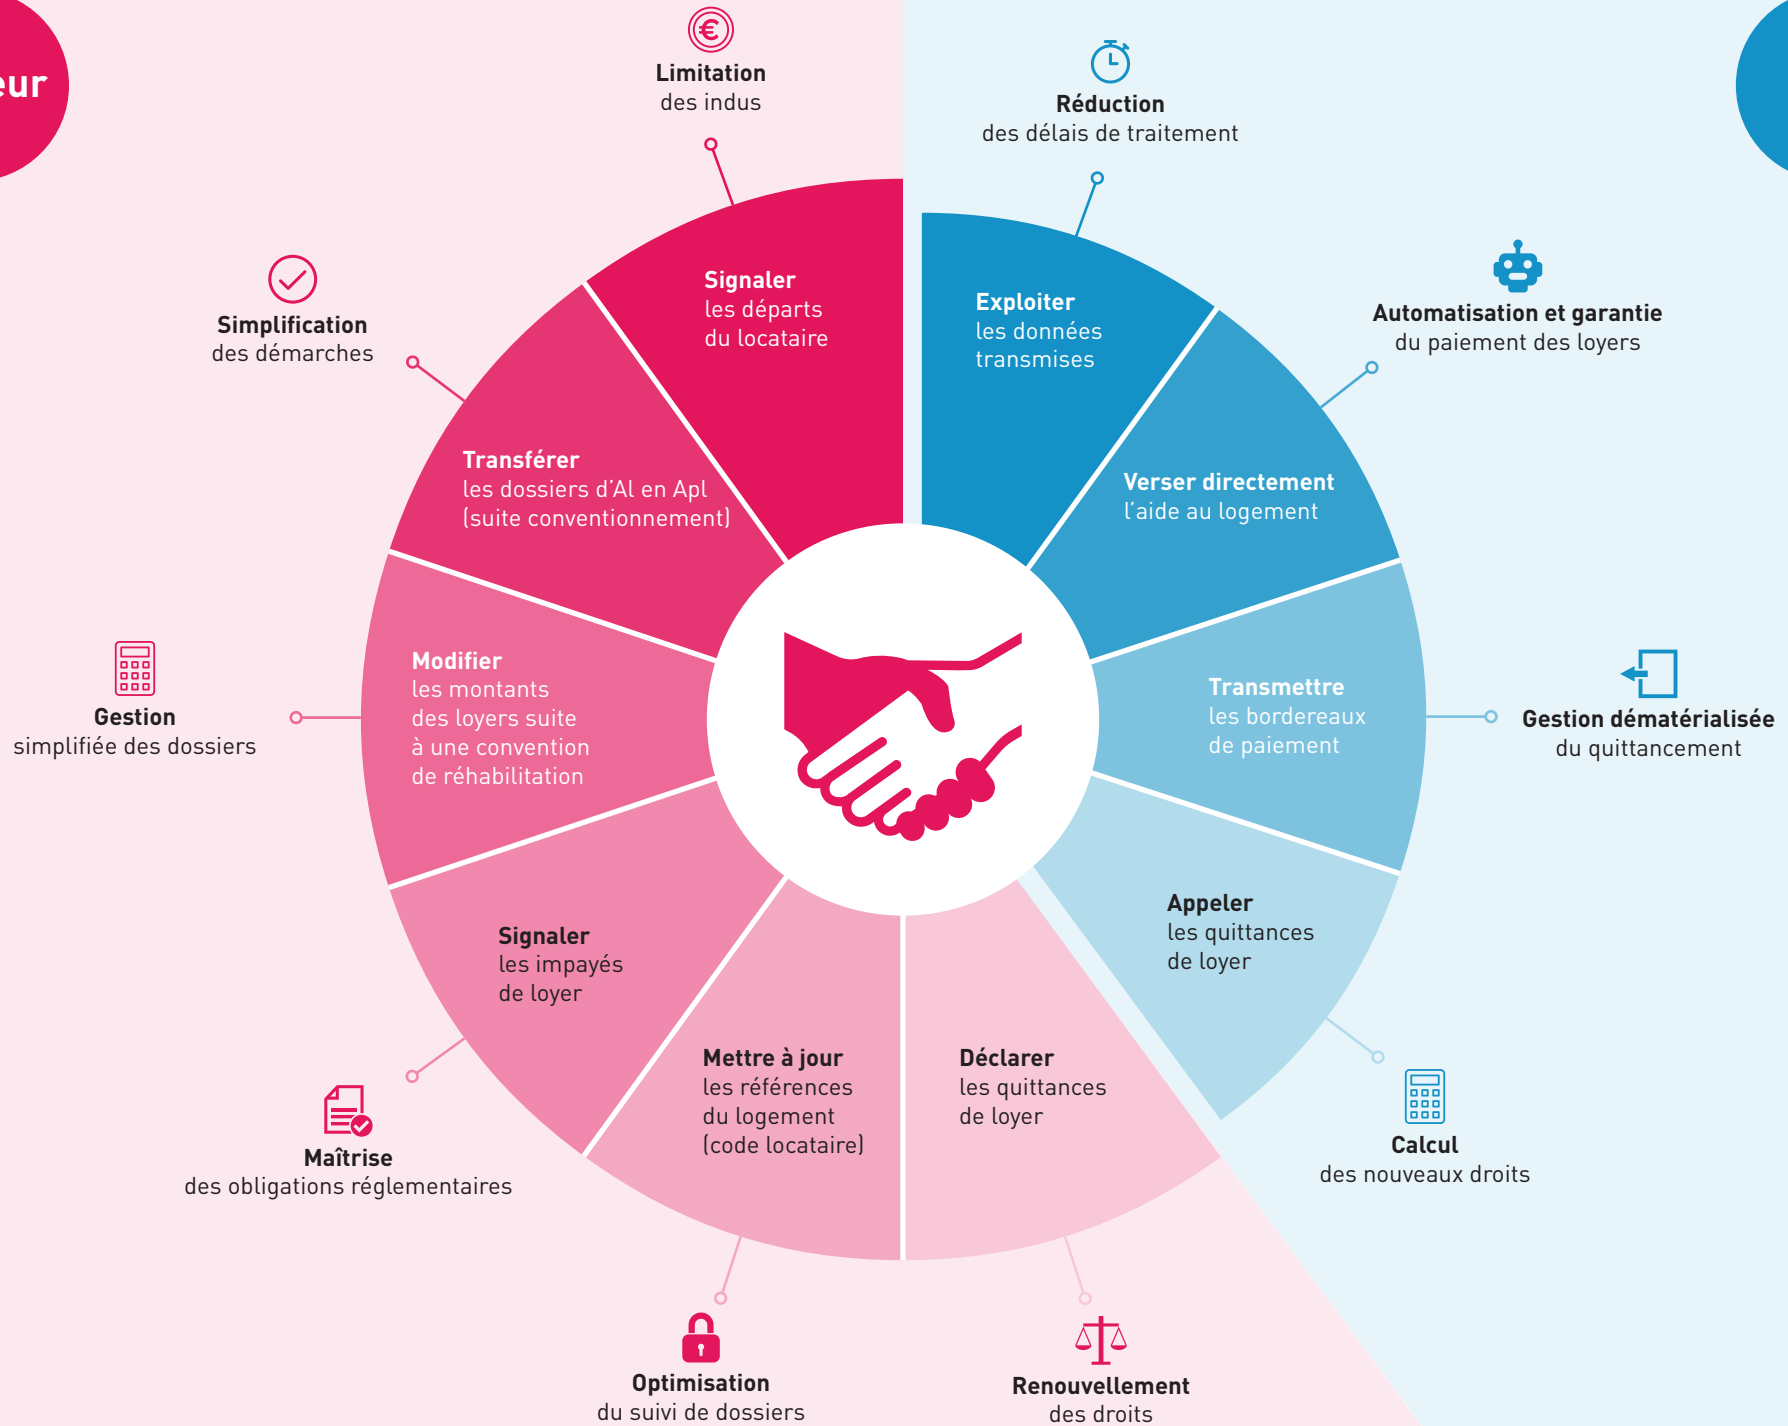 eur
Limitation
des indus
Réduction
des délais de traitement
Simplification
des démarches
Automatisation et garantie
du paiement des loyers
Signaler
les départs
du locataire
Exploiter
les données
transmises
Transférer
les dossiers d’Al en Apl
(suite conventionnement)
Verser directement
l’aide au logement
Gestion
simplifiée des dossiers
Modifier
les montants
des loyers suite
à une convention
de réhabilitation
Transmettre
les bordereaux
de paiement
Gestion dématérialisée
du quittancement
Signaler
les impayés
de loyer
Appeler
les quittances
de loyer
Mettre à jour
les références
du logement
(code locataire)
Déclarer
les quittances
de loyer
Maîtrise
des obligations réglementaires
Calcul
des nouveaux droits
Optimisation
du suivi de dossiers
Renouvellement
des droits